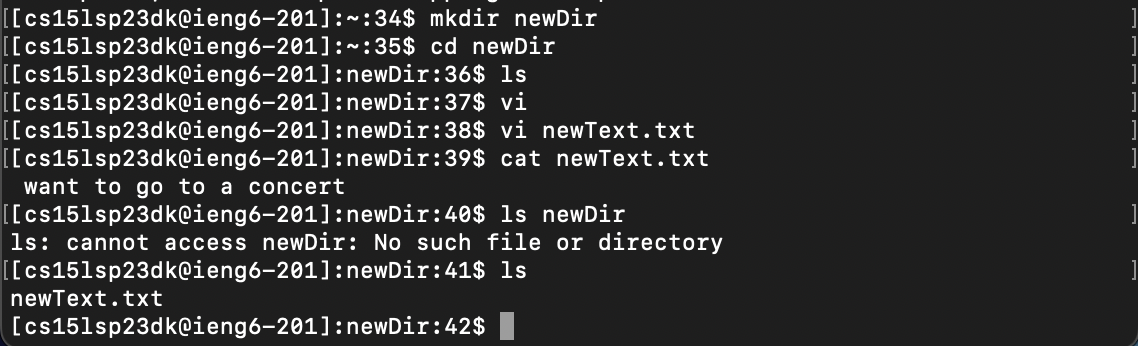 [[cs15lsp23dk@ieng6-201]:~:34$ mkdir newDir ]
[[cs15lsp23dk@ieng6-201]:~:35$ cd newDir ]
[[cs15lsp23dk@ieng6-201]:newDir:36$ ls ]
[[cs15lsp23dk@ieng6-201]:newDir:37$ vi ]
[[cs15lsp23dk@ieng6-201]:newDir:38$ vi newText.txt ]
[[cs15lsp23dk@ieng6-201]:newDir:39$ cat newText.txt ]
 want to go to a concert
[[cs15lsp23dk@ieng6-201]:newDir:40$ ls newDir ]
ls: cannot access newDir: No such file or directory
[[cs15lsp23dk@ieng6-201]:newDir:41$ ls ]
newText.txt
[cs15lsp23dk@ieng6-201]:newDir:42$